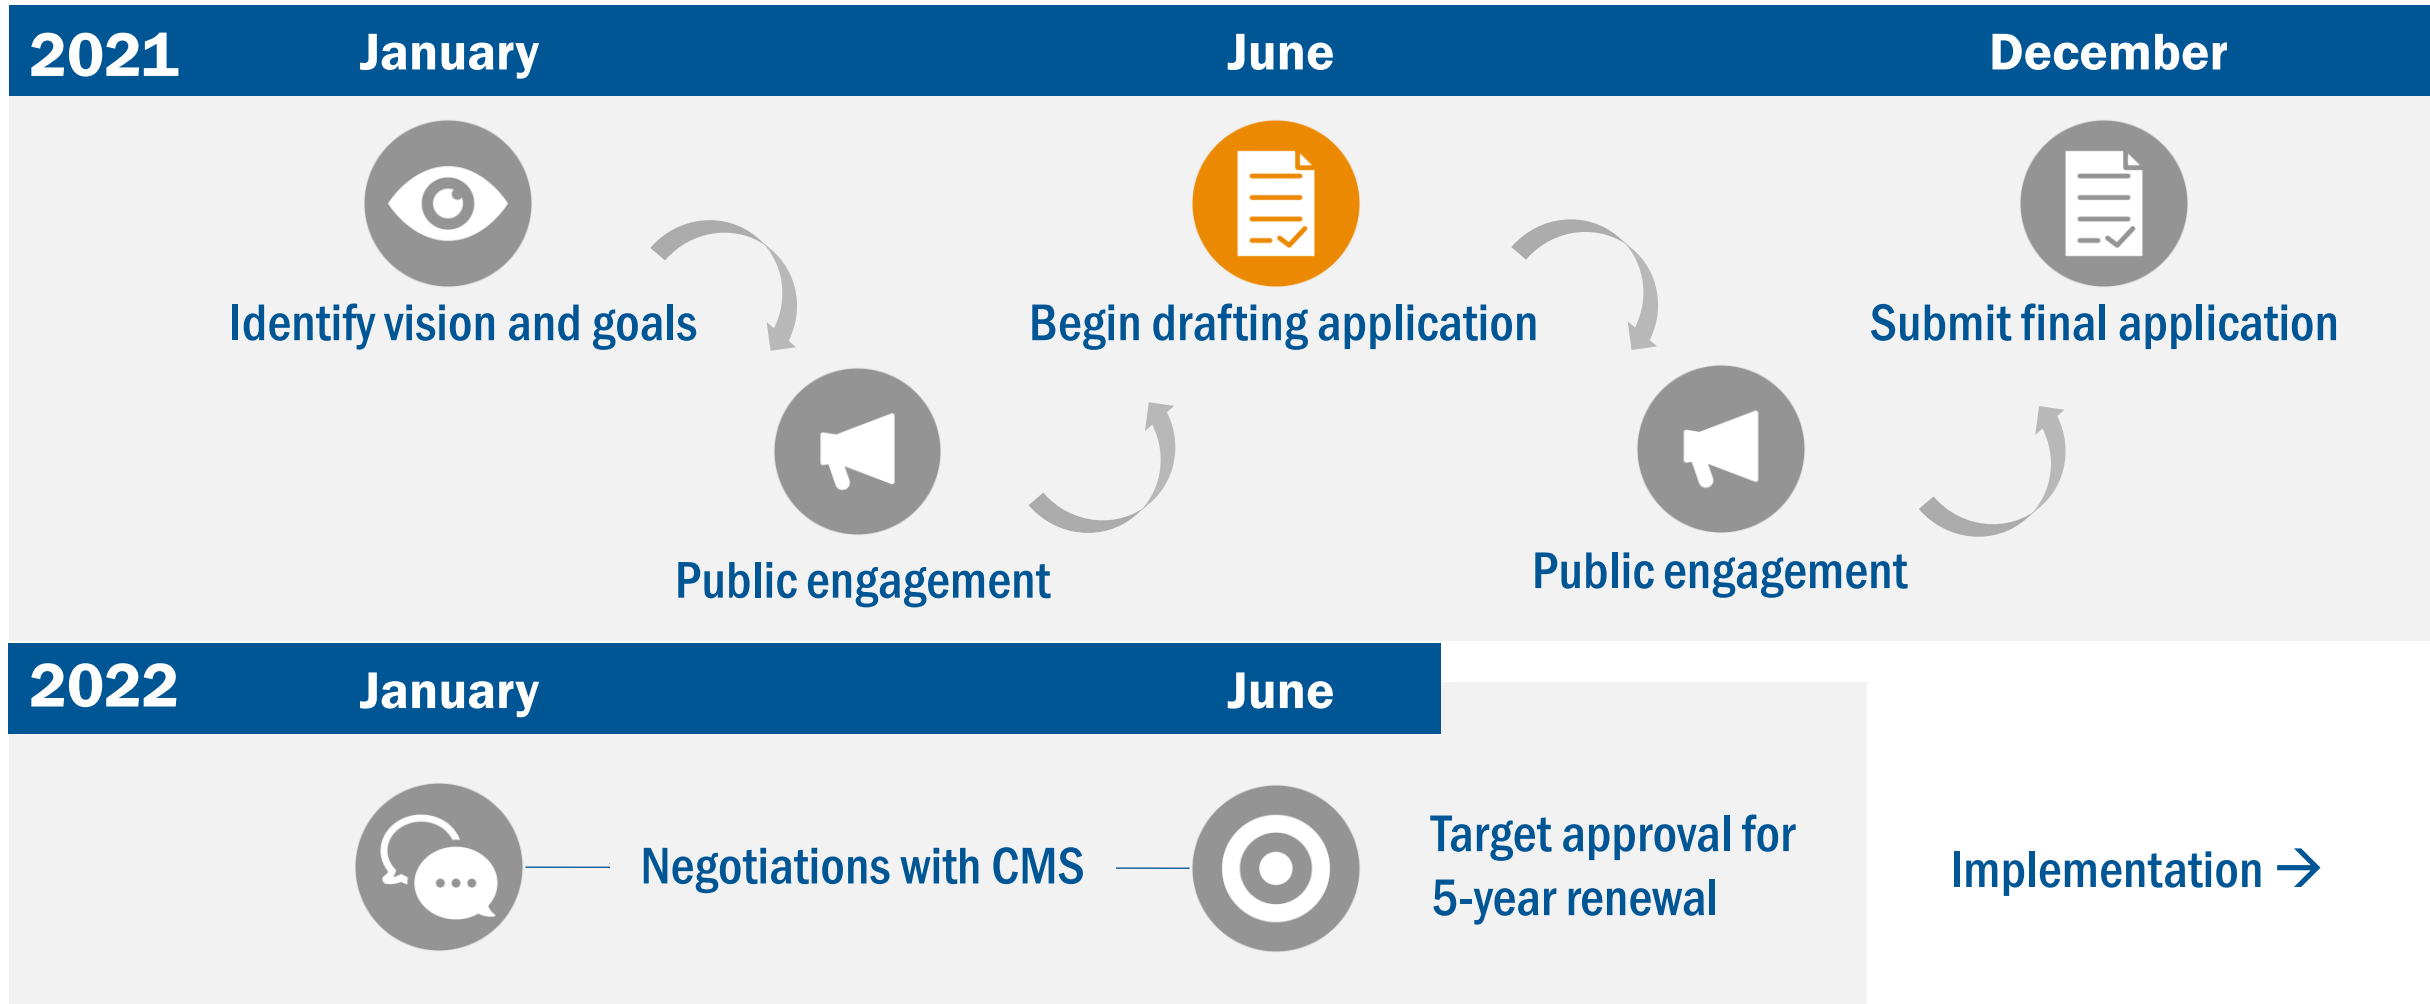 2021 January June December
Identify vision and goals
Begin drafting application
Submit final application
Public engagement
Public engagement
2022 January June
Negotiations with CMS
Target approval for
5-year renewal
Implementation →